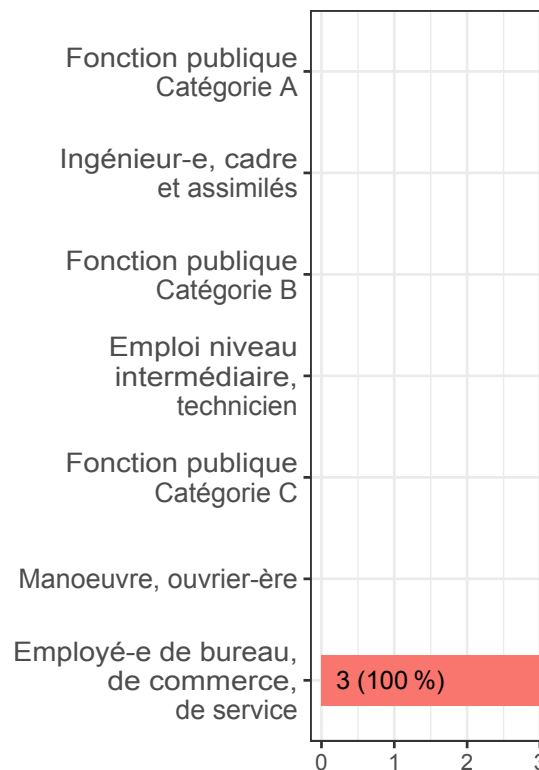 Fonction publique
Catégorie A
Ingénieur-e, cadre
et assimilés
Fonction publique
Catégorie B
Emploi niveau
intermédiaire,
technicien
Fonction publique
Catégorie C
Manoeuvre, ouvrier-ère
Employé-e de bureau,
de commerce,
de service
3 (100 %)
0 1 2 3